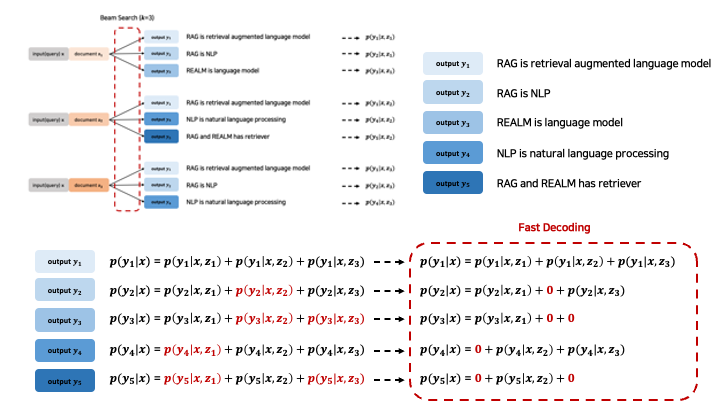 Beam Search (k=3)
input(query) x document z₁ output y₁ RAG is retrieval augmented language model p(y₁|x, z₁)
output y₂ RAG is NLP p(y₂|x, z₁)
output y₃ REALM is language model p(y₃|x, z₁)
input(query) x document z₂ output y₁ RAG is retrieval augmented language model p(y₁|x, z₂)
output y₄ NLP is natural language processing
output y₅ RAG and REALM has retriever
input(query) x document z₃ output y₁ RAG is retrieval augmented language model p(y₁|x, z₃)
output y₂ RAG is NLP
output y₄ NLP is natural language processing
output y₁ RAG is retrieval augmented language model
output y₂ RAG is NLP
output y₃ REALM is language model
output y₄ NLP is natural language processing
output y₅ RAG and REALM has retriever
Fast Decoding
output y₁ p(y₁|x) = p(y₁|x, z₁) + p(y₁|x, z₂) + p(y₁|x, z₃) p(y₁|x) = p(y₁|x, z₁) + p(y₁|x, z₂) + p(y₁|x, z₃)
output y₂ p(y₂|x) = p(y₂|x, z₁) + p(y₂|x, z₂) + p(y₂|x, z₃) p(y₂|x) = p(y₂|x, z₁) + 0 + p(y₂|x, z₃)
output y₃ p(y₃|x) = p(y₃|x, z₁) + p(y₃|x, z₂) + p(y₃|x, z₃) p(y₃|x) = p(y₃|x, z₁) + 0 + 0
output y₄ p(y₄|x) = p(y₄|x, z₁) + p(y₄|x, z₂) + p(y₄|x, z₃) p(y₄|x) = 0 + p(y₄|x, z₂) + p(y₄|x, z₃)
output y₅ p(y₅|x) = p(y₅|x, z₁) + p(y₅|x, z₂) + p(y₅|x, z₃) p(y₅|x) = 0 + p(y₅|x, z₂) + 0